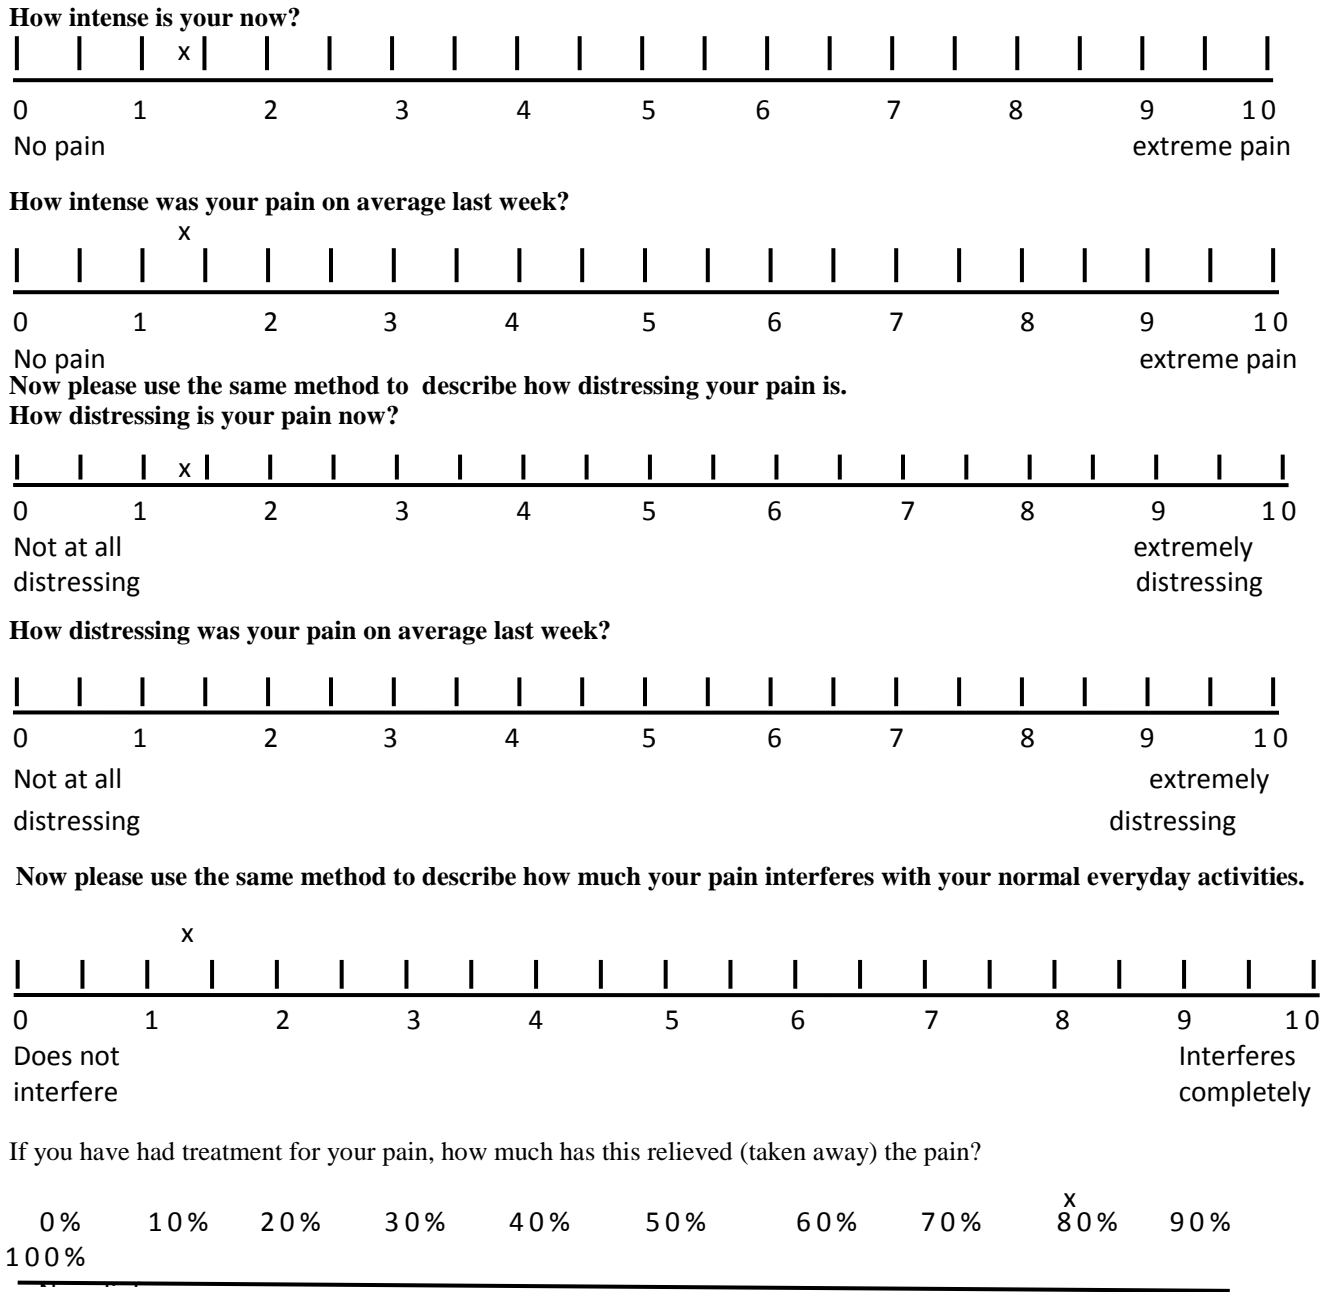 How intense is your now?
x
0 1 2 3 4 5 6 7 8 9 10
No pain extreme pain
How intense was your pain on average last week?
x
0 1 2 3 4 5 6 7 8 9 10
No pain extreme pain
Now please use the same method to describe how distressing your pain is.
How distressing is your pain now?
x
0 1 2 3 4 5 6 7 8 9 10
Not at all extremely
distressing distressing
How distressing was your pain on average last week?
0 1 2 3 4 5 6 7 8 9 10
Not at all extremely
distressing distressing
Now please use the same method to describe how much your pain interferes with your normal everyday activities.
x
0 1 2 3 4 5 6 7 8 9 10
Does not Interferes
interfere completely
If you have had treatment for your pain, how much has this relieved (taken away) the pain?
x
0% 10% 20% 30% 40% 50% 60% 70% 80% 90%
100%